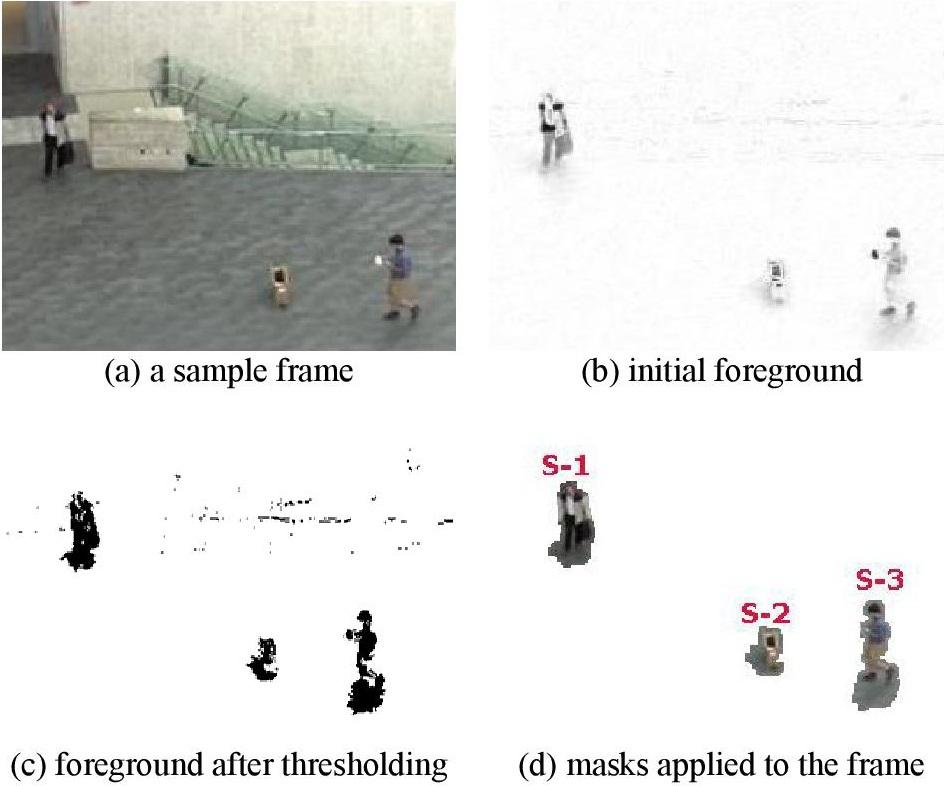 (a) a sample frame
(b) initial foreground
S-1
S-3
S-2
(c) foreground after thresholding
(d) masks applied to the frame